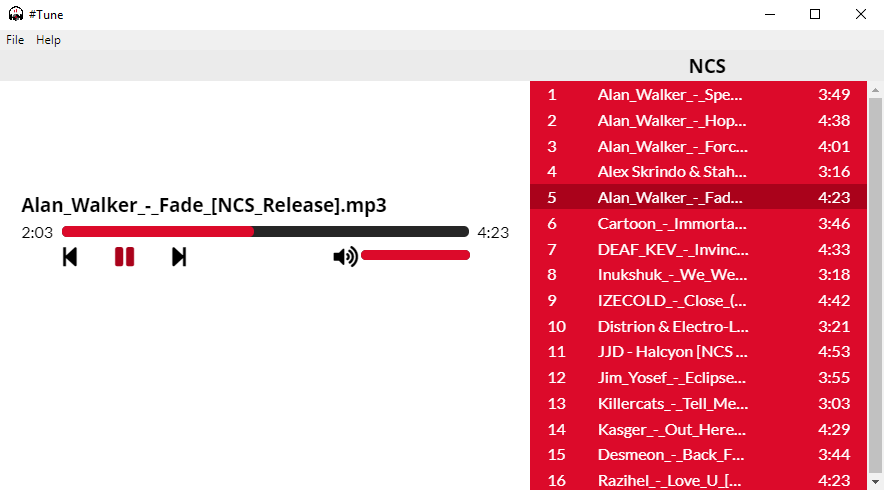 #Tune
File Help
NCS
Alan_Walker_-_Fade_[NCS_Release].mp3
2:03 4:23
1 Alan_Walker_-_Spe... 3:49
2 Alan_Walker_-_Hop... 4:38
3 Alan_Walker_-_Forc... 4:01
4 Alex Skrindo & Stah... 3:16
5 Alan_Walker_-_Fad... 4:23
6 Cartoon_-_Immorta... 3:46
7 DEAF_KEV_-_Invinc... 4:33
8 Inukshuk_-_We_We... 3:18
9 IZECOLD_-_Close_(... 4:42
10 Distrion & Electro-L... 3:21
11 JJD - Halcyon [NCS ... 4:53
12 Jim_Yosef_-_Eclipse... 3:55
13 Killercats_-_Tell_Me... 3:03
14 Kasger_-_Out_Here... 4:29
15 Desmeon_-_Back_F... 3:44
16 Razihel_-_Love_U_[... 4:23